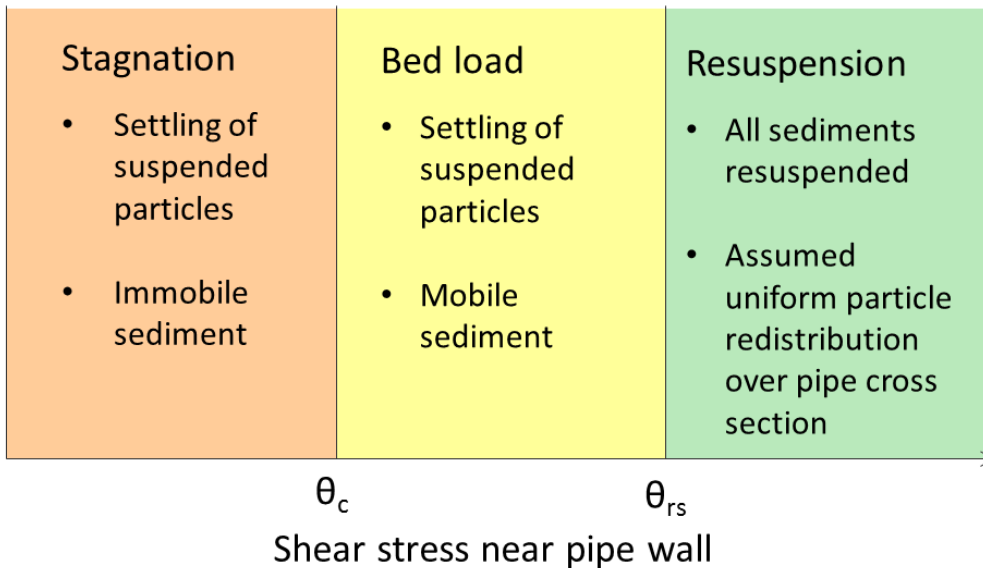 Stagnation
• Settling of
suspended
particles
• Immobile
sediment
Bed load
• Settling of
suspended
particles
• Mobile
sediment
Resuspension
• All sediments
resuspended
• Assumed
uniform particle
redistribution
over pipe cross
section
θc
θrs
Shear stress near pipe wall